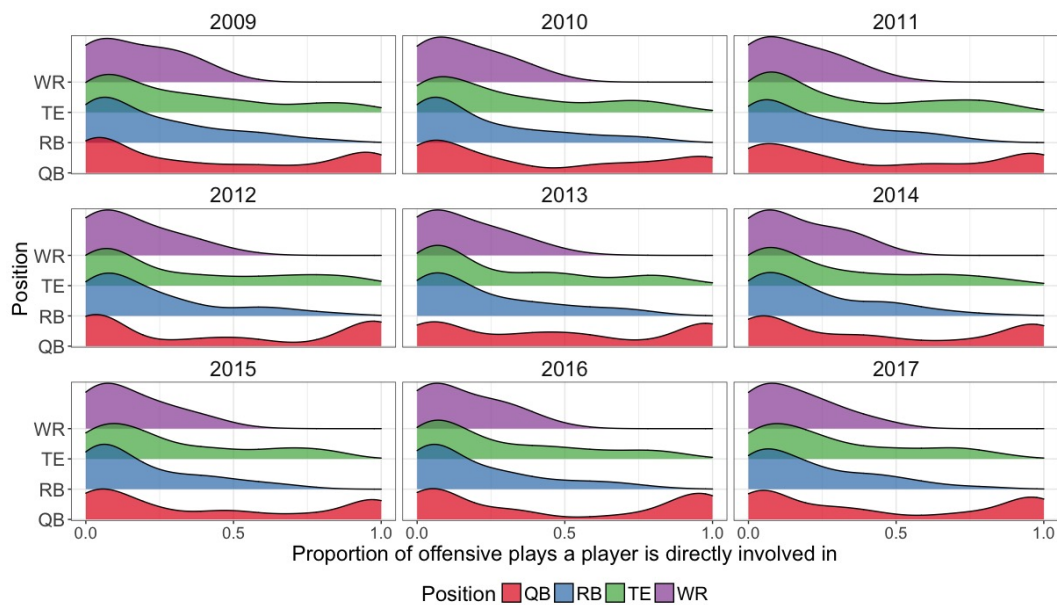 2009 2010 2011
WR
TE
RB
QB
2012 2013 2014
WR
TE
RB
QB
2015 2016 2017
WR
TE
RB
QB
Position
0.0 0.5 1.0 0.0 0.5 1.0 0.0 0.5 1.0
Proportion of offensive plays a player is directly involved in
Position QB RB TE WR